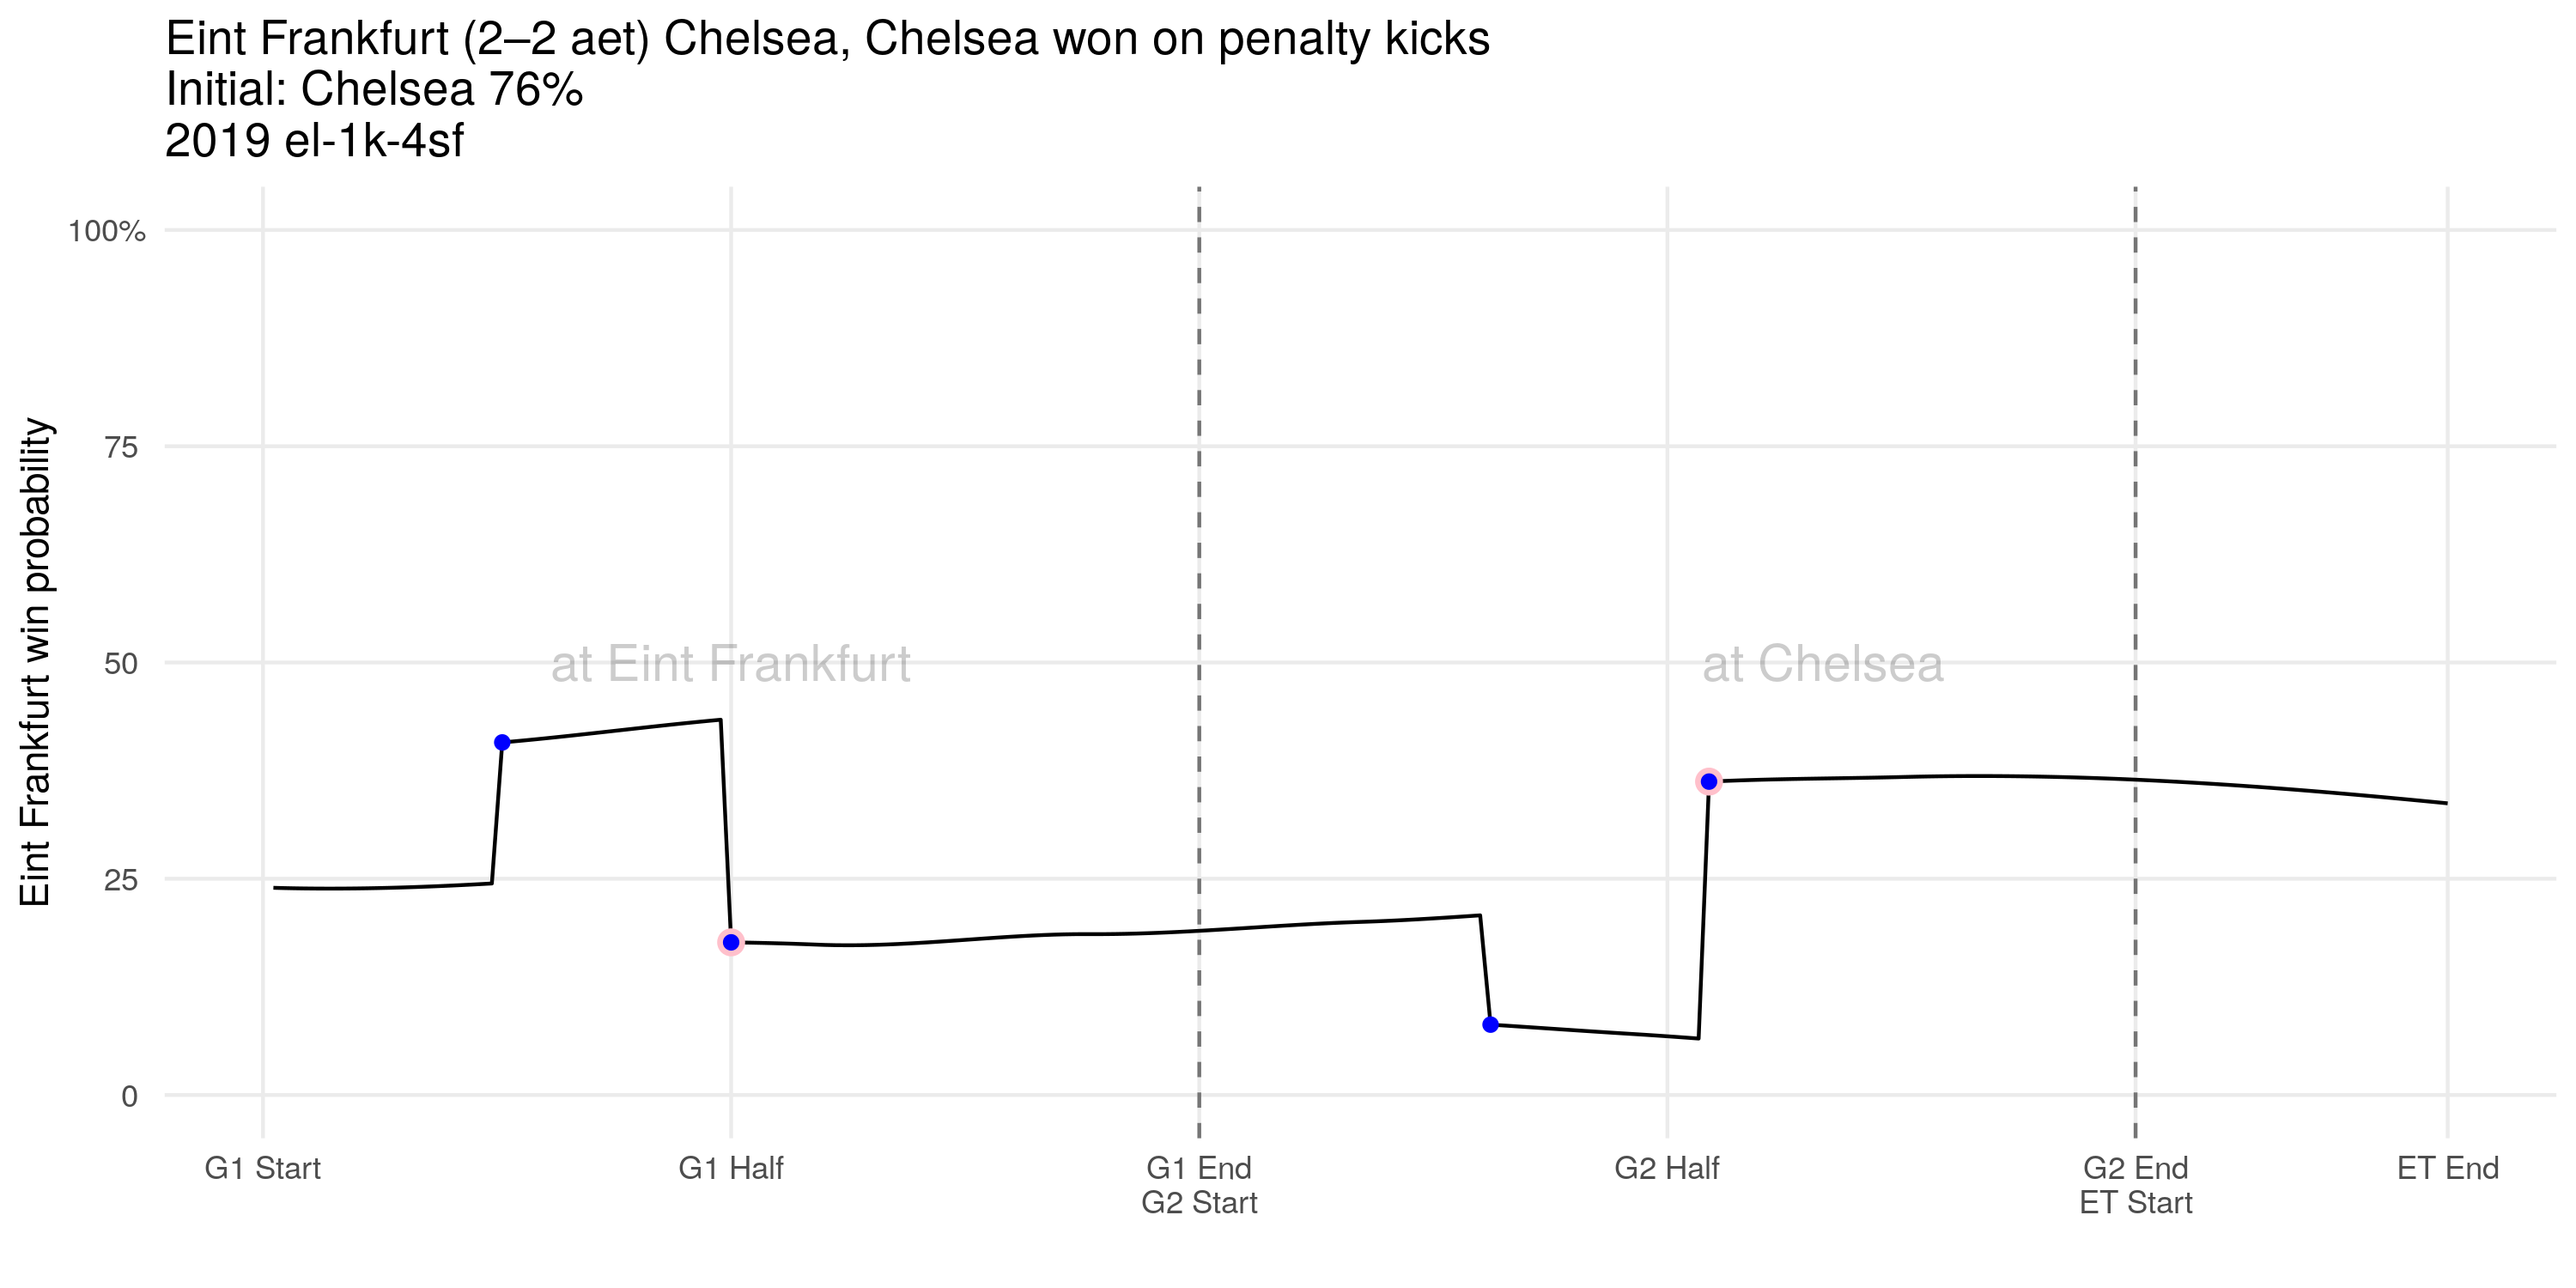 Eint Frankfurt (2–2 aet) Chelsea, Chelsea won on penalty kicks
Initial: Chelsea 76%
2019 el-1k-4sf
Eint Frankfurt win probability
100%
75
50
25
0
at Eint Frankfurt
at Chelsea
G1 Start
G1 Half
G1 End
G2 Start
G2 Half
G2 End
ET Start
ET End